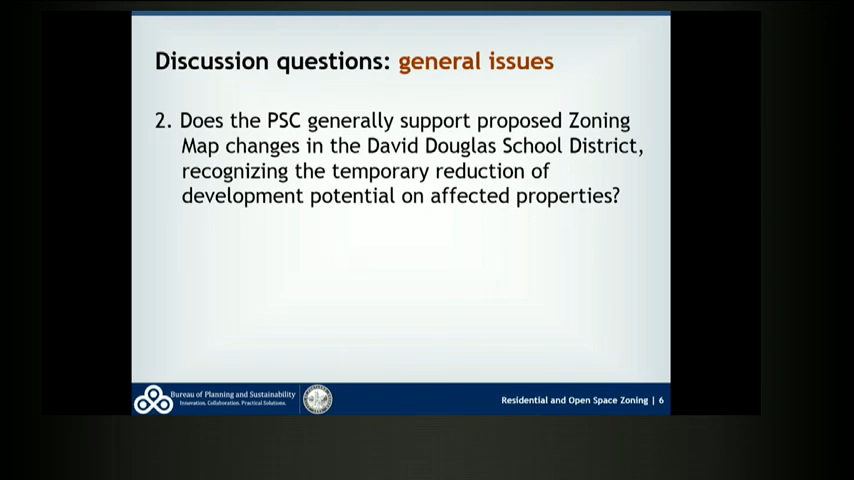 Discussion questions: general issues
2. Does the PSC generally support proposed Zoning
Map changes in the David Douglas School District,
recognizing the temporary reduction of
development potential on affected properties?
Bureau of Planning and Sustainability
Innovation. Collaboration. Practical Solutions.
Residential and Open Space Zoning | 6